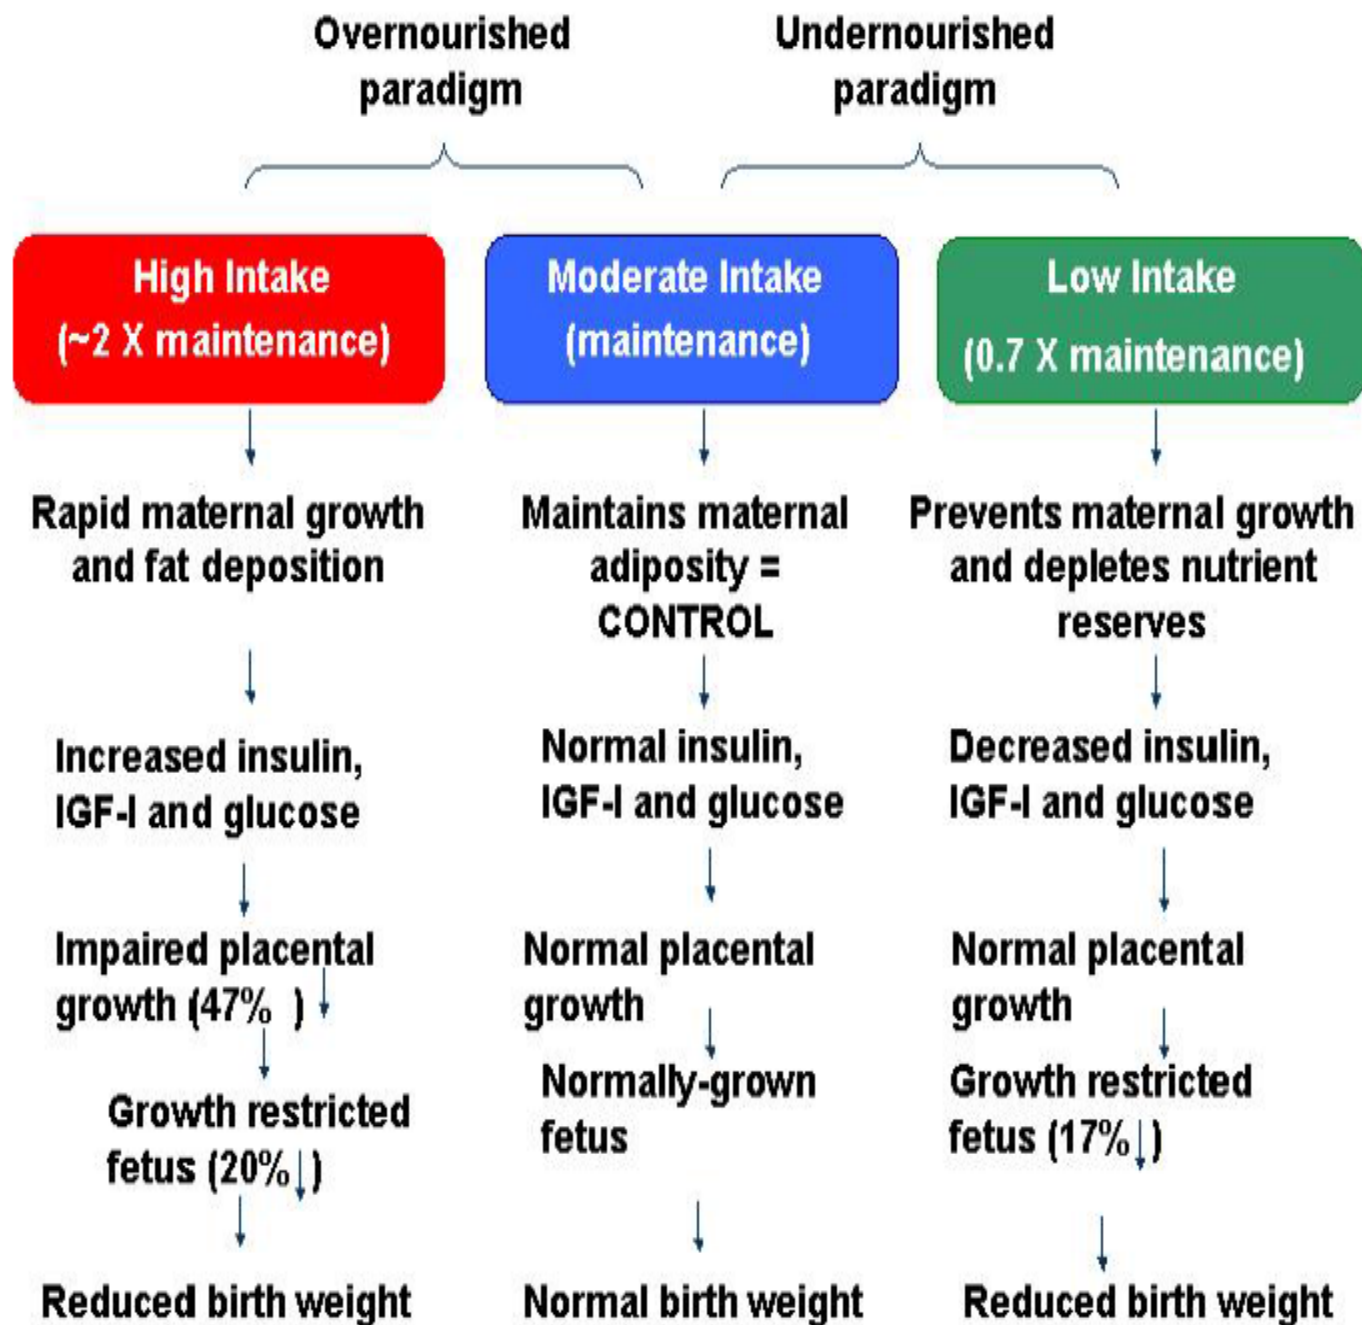 Overnourished
paradigm
Undernourished
paradigm
High Intake
(~2 X maintenance)
Moderate Intake
(maintenance)
Low Intake
(0.7 X maintenance)
Rapid maternal growth
and fat deposition
Maintains maternal
adiposity =
CONTROL
Prevents maternal growth
and depletes nutrient
reserves
Increased insulin,
IGF-I and glucose
Normal insulin,
IGF-I and glucose
Decreased insulin,
IGF-I and glucose
Impaired placental
growth (47% ↓)
Normal placental
growth
Normal placental
growth
Growth restricted
fetus (20%↓)
Normally-grown
fetus
Growth restricted
fetus (17%↓)
Reduced birth weight
Normal birth weight
Reduced birth weight